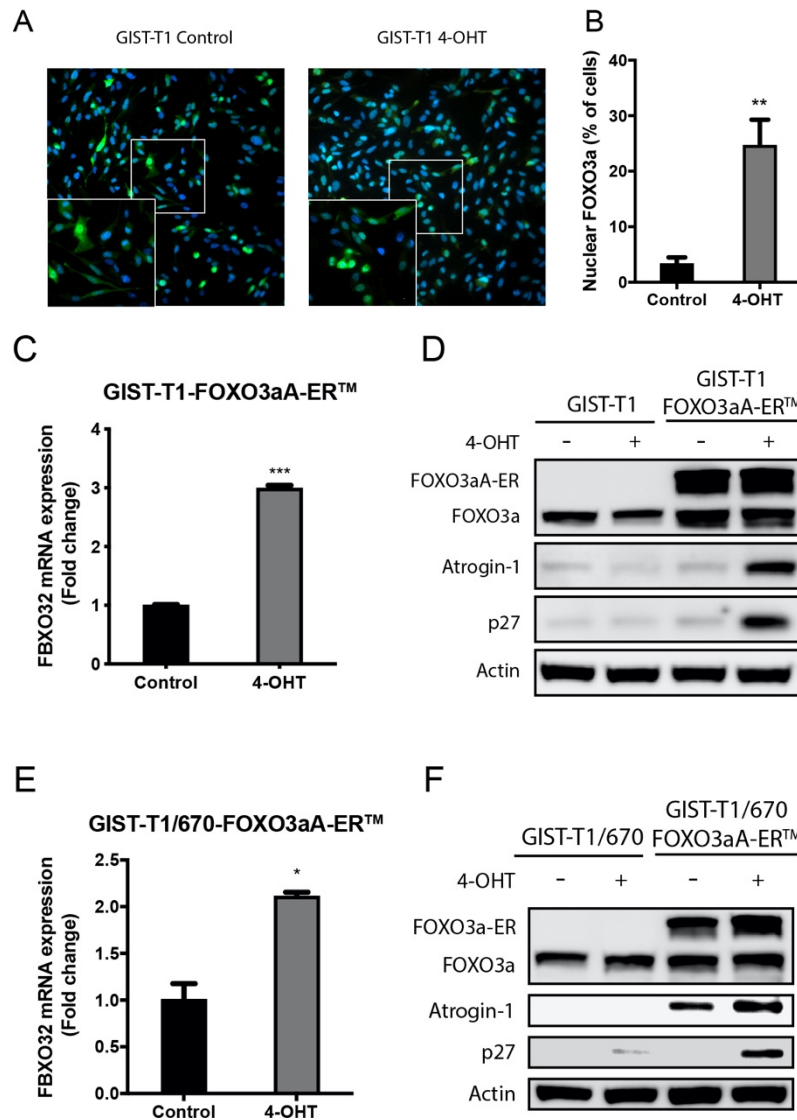 A
GIST-T1 Control
GIST-T1 4-OHT
B
Nuclear FOXO3a (% of cells)
40
30
20
10
0
**
Control
4-OHT
C
GIST-T1-FOXO3aA-ER™
FBXO32 mRNA expression
(Fold change)
4
3
2
1
0
***
Control
4-OHT
D
GIST-T1
GIST-T1
FOXO3aA-ER™
4-OHT - + - +
FOXO3aA-ER
FOXO3a
Atrogin-1
p27
Actin
E
GIST-T1/670-FOXO3aA-ER™
FBXO32 mRNA expression
(Fold change)
2.5
2.0
1.5
1.0
0.5
0.0
*
Control
4-OHT
F
GIST-T1/670
GIST-T1/670
FOXO3aA-ER™
4-OHT - + - +
FOXO3a-ER
FOXO3a
Atrogin-1
p27
Actin